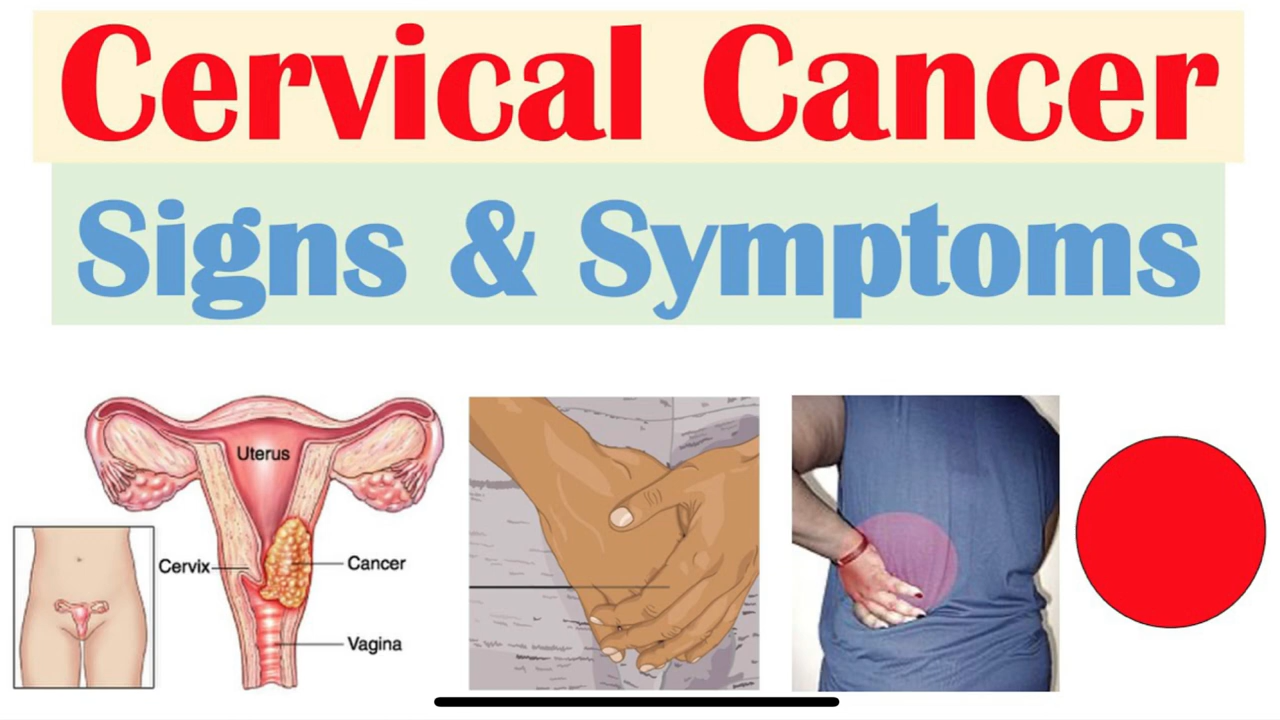 Cervical Cancer
Signs & Symptoms
Uterus
Cervix
Cancer
Vagina